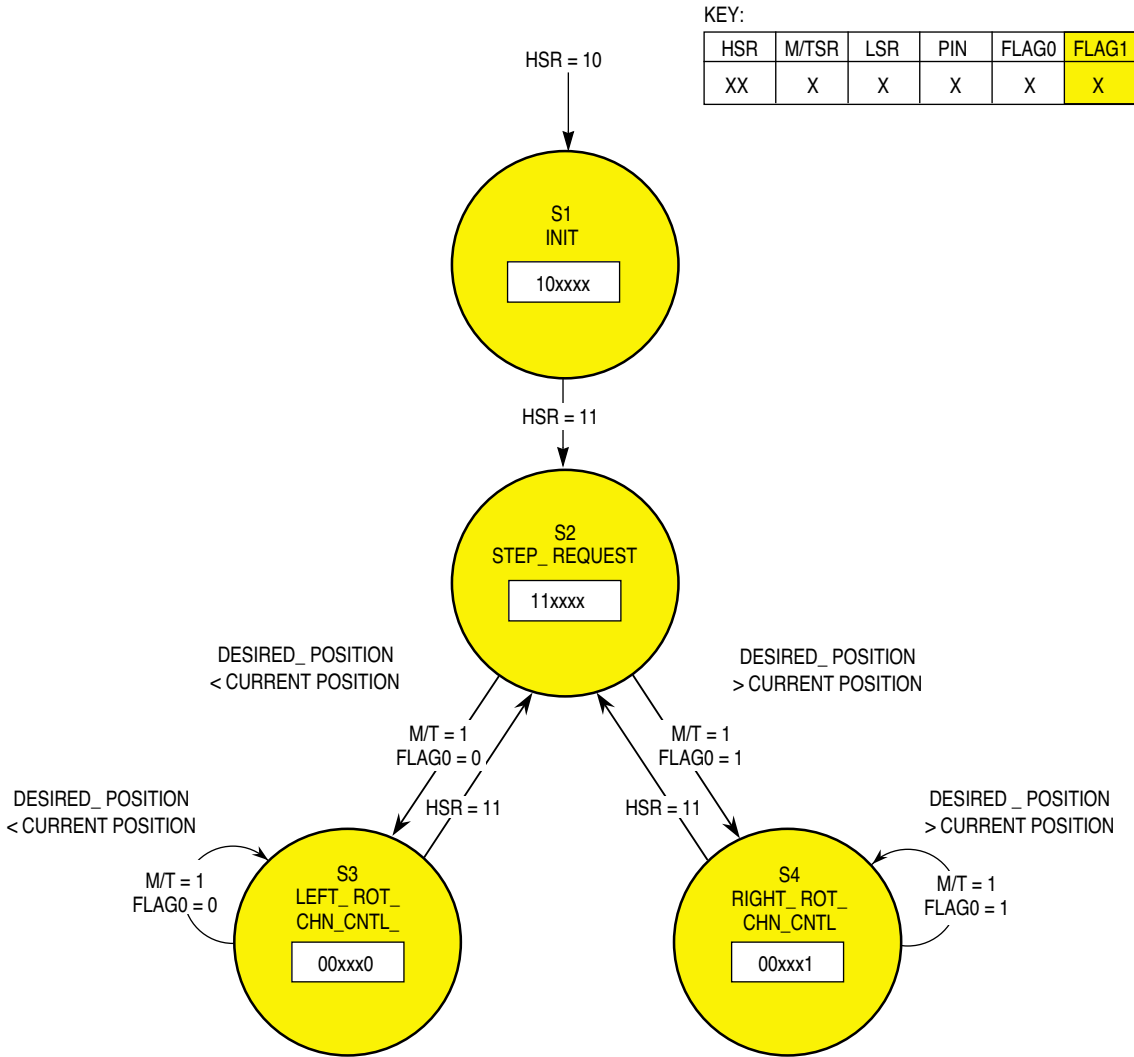 KEY:
HSR M/TSR LSR PIN FLAG0 FLAG1
XX X X X X X
HSR = 10
S1
INIT
10xxxx
HSR = 11
S2
STEP_ REQUEST
11xxxx
DESIRED_ POSITION
< CURRENT POSITION
DESIRED_ POSITION
> CURRENT POSITION
M/T = 1
FLAG0 = 0
M/T = 1
FLAG0 = 1
HSR = 11
HSR = 11
DESIRED_ POSITION
< CURRENT POSITION
DESIRED _ POSITION
> CURRENT POSITION
M/T = 1
FLAG0 = 0
S3
LEFT_ ROT_
CHN_CNTL_
00xxx0
S4
RIGHT_ ROT_
CHN_CNTL
00xxx1
M/T = 1
FLAG0 = 1